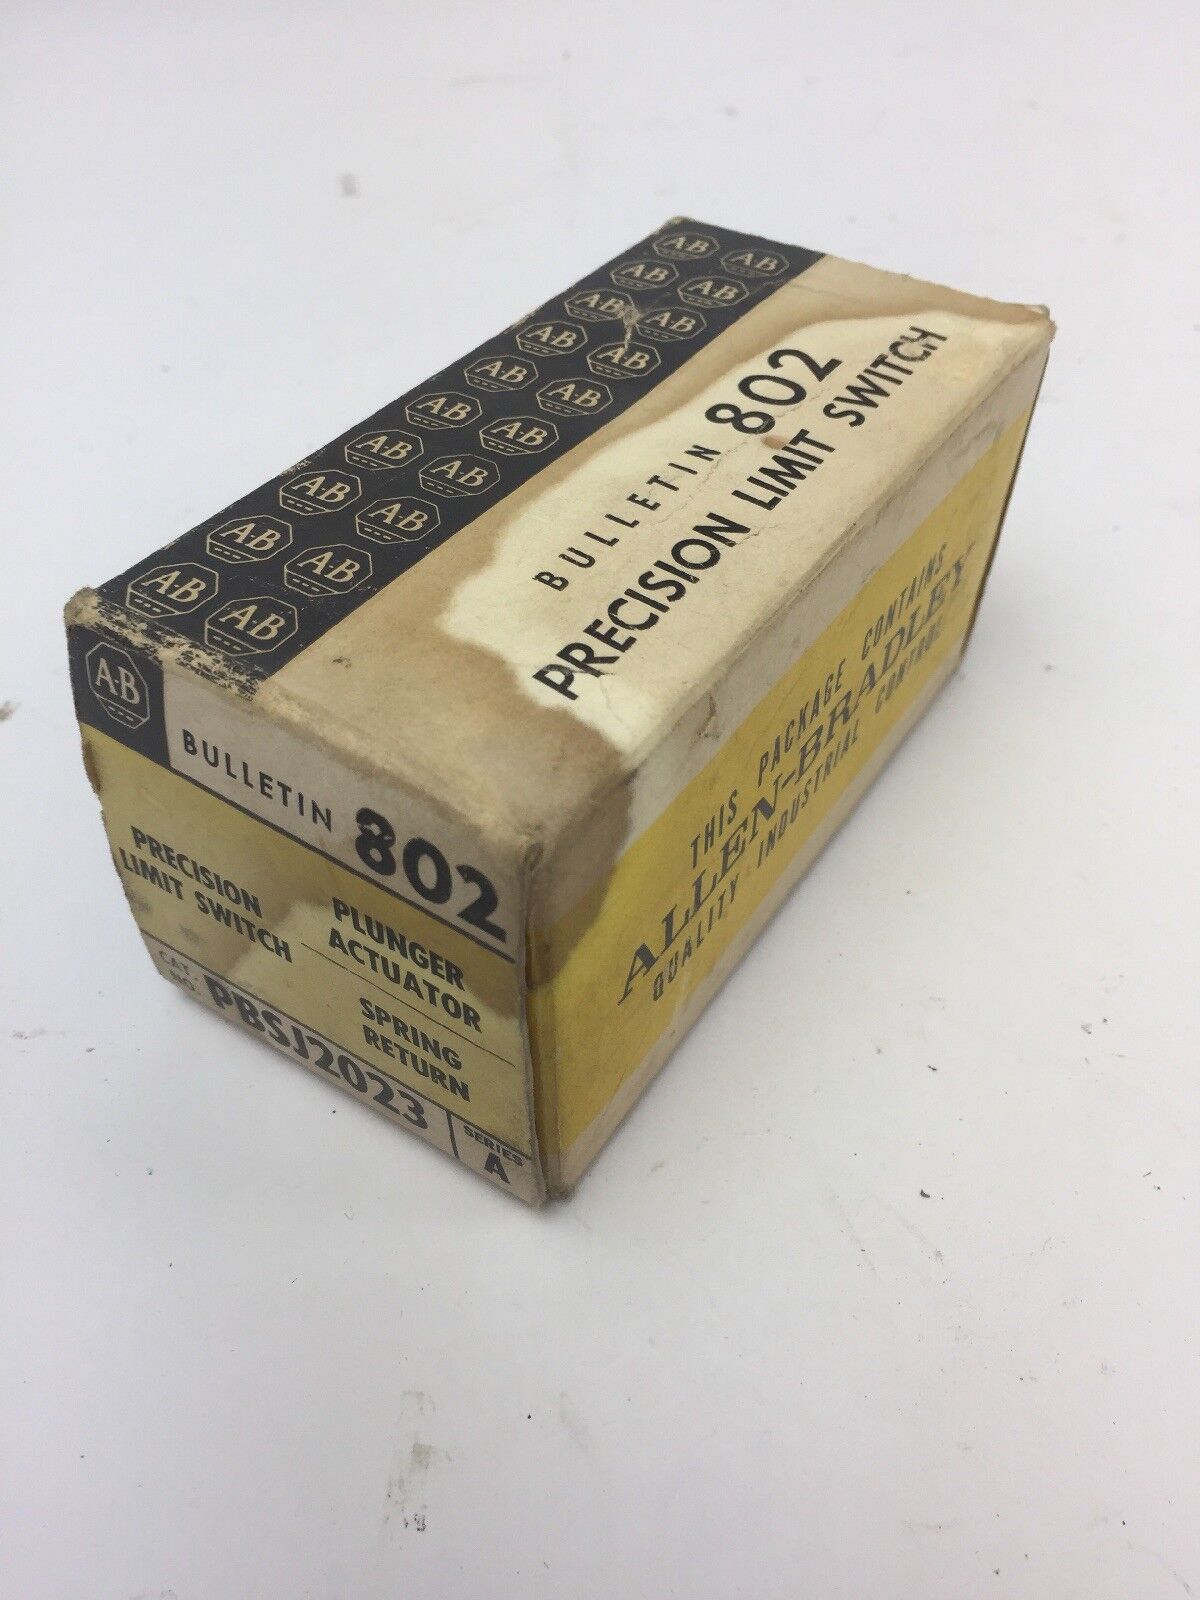 A-B A-B
A-B A-B
A-B A-B
A-B A-B
A-B A-B
A-B A-B
A-B A-B
A-B A-B
A-B A-B
A-B A-B
BULLETIN 802
PRECISION LIMIT SWITCH
A-B
BULLETIN 802
PRECISION
LIMIT SWITCH
PLUNGER
ACTUATOR
SPRING
RETURN
CAT.
NO. PBSJ2023
SERIES
A
THIS PACKAGE CONTAINS
ALLEN-BRADLEY
QUALITY INDUSTRIAL CONTROL